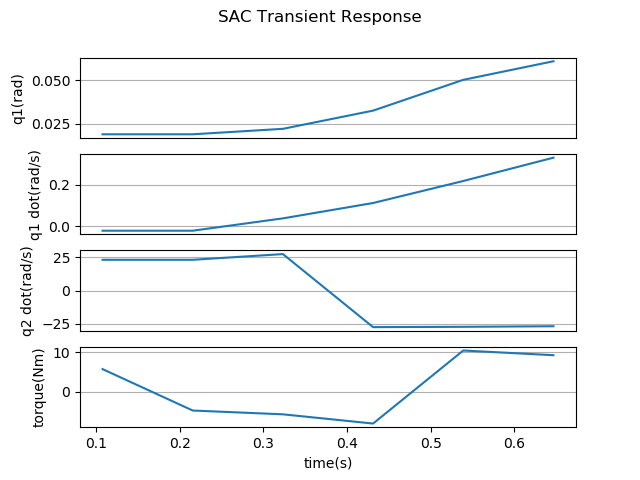 SAC Transient Response
q1(rad)
0.050
0.025
q1 dot(rad/s)
0.2
0.0
q2 dot(rad/s)
25
0
−25
torque(Nm)
10
0
0.1 0.2 0.3 0.4 0.5 0.6
time(s)